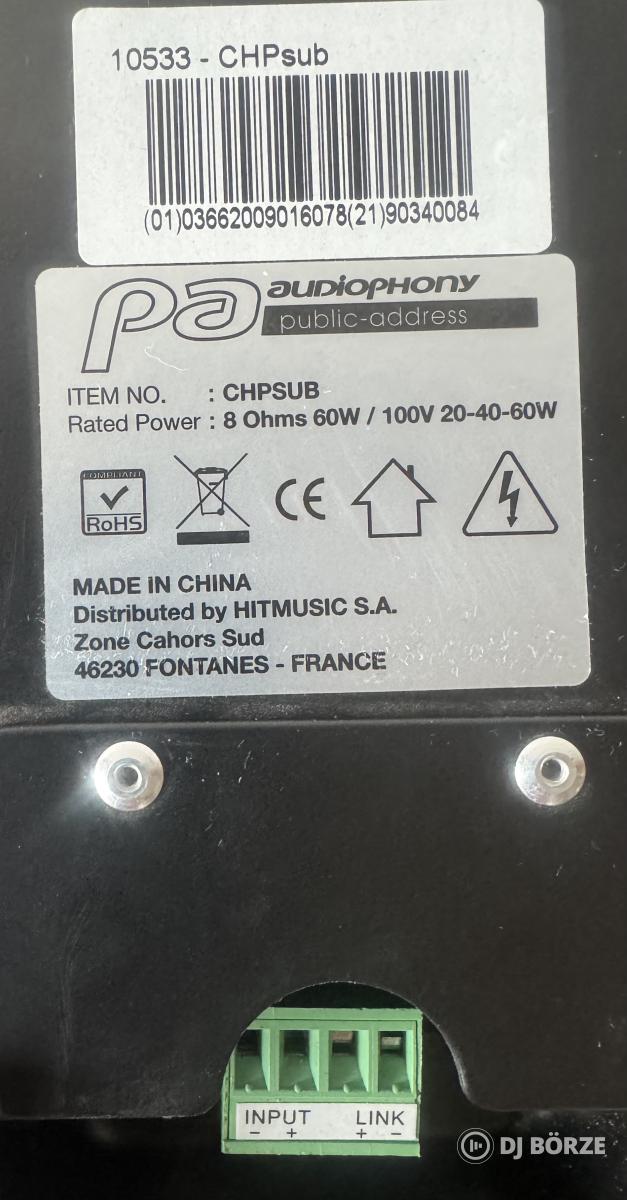 10533 - CHPsub
(01)03662009016078(21)90340084
pa audiophony
public-address
ITEM NO. : CHPSUB
Rated Power : 8 Ohms 60W / 100V 20-40-60W
COMPLIANT
RoHS
CE
MADE IN CHINA
Distributed by HITMUSIC S.A.
Zone Cahors Sud
46230 FONTANES - FRANCE
INPUT LINK
- + + -
DJ BÖRZE